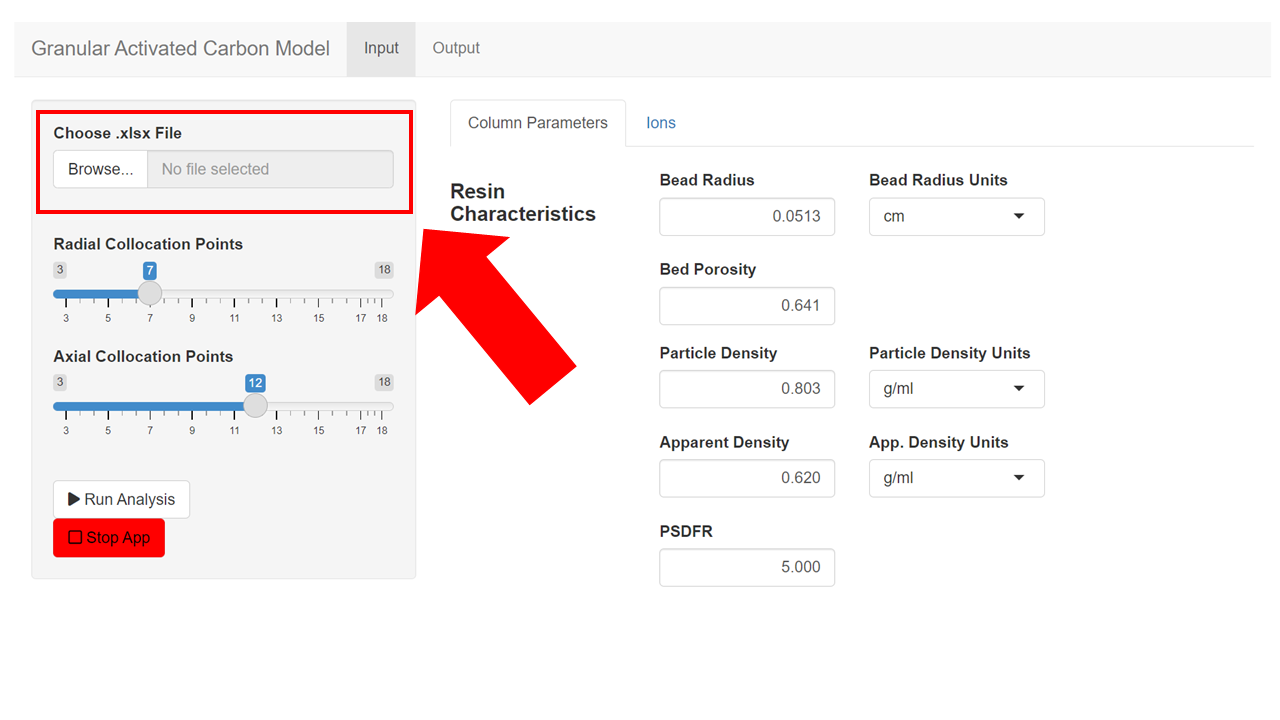 Granular Activated Carbon Model Input Output
Choose .xlsx File
Browse... No file selected
Radial Collocation Points
3 7 18
3 5 7 9 11 13 15 17 18
Axial Collocation Points
3 12 18
3 5 7 9 11 13 15 17 18
Run Analysis
Stop App
Column Parameters Ions
Resin
Characteristics
Bead Radius Bead Radius Units
0.0513 cm
Bed Porosity
0.641
Particle Density Particle Density Units
0.803 g/ml
Apparent Density App. Density Units
0.620 g/ml
PSDFR
5.000